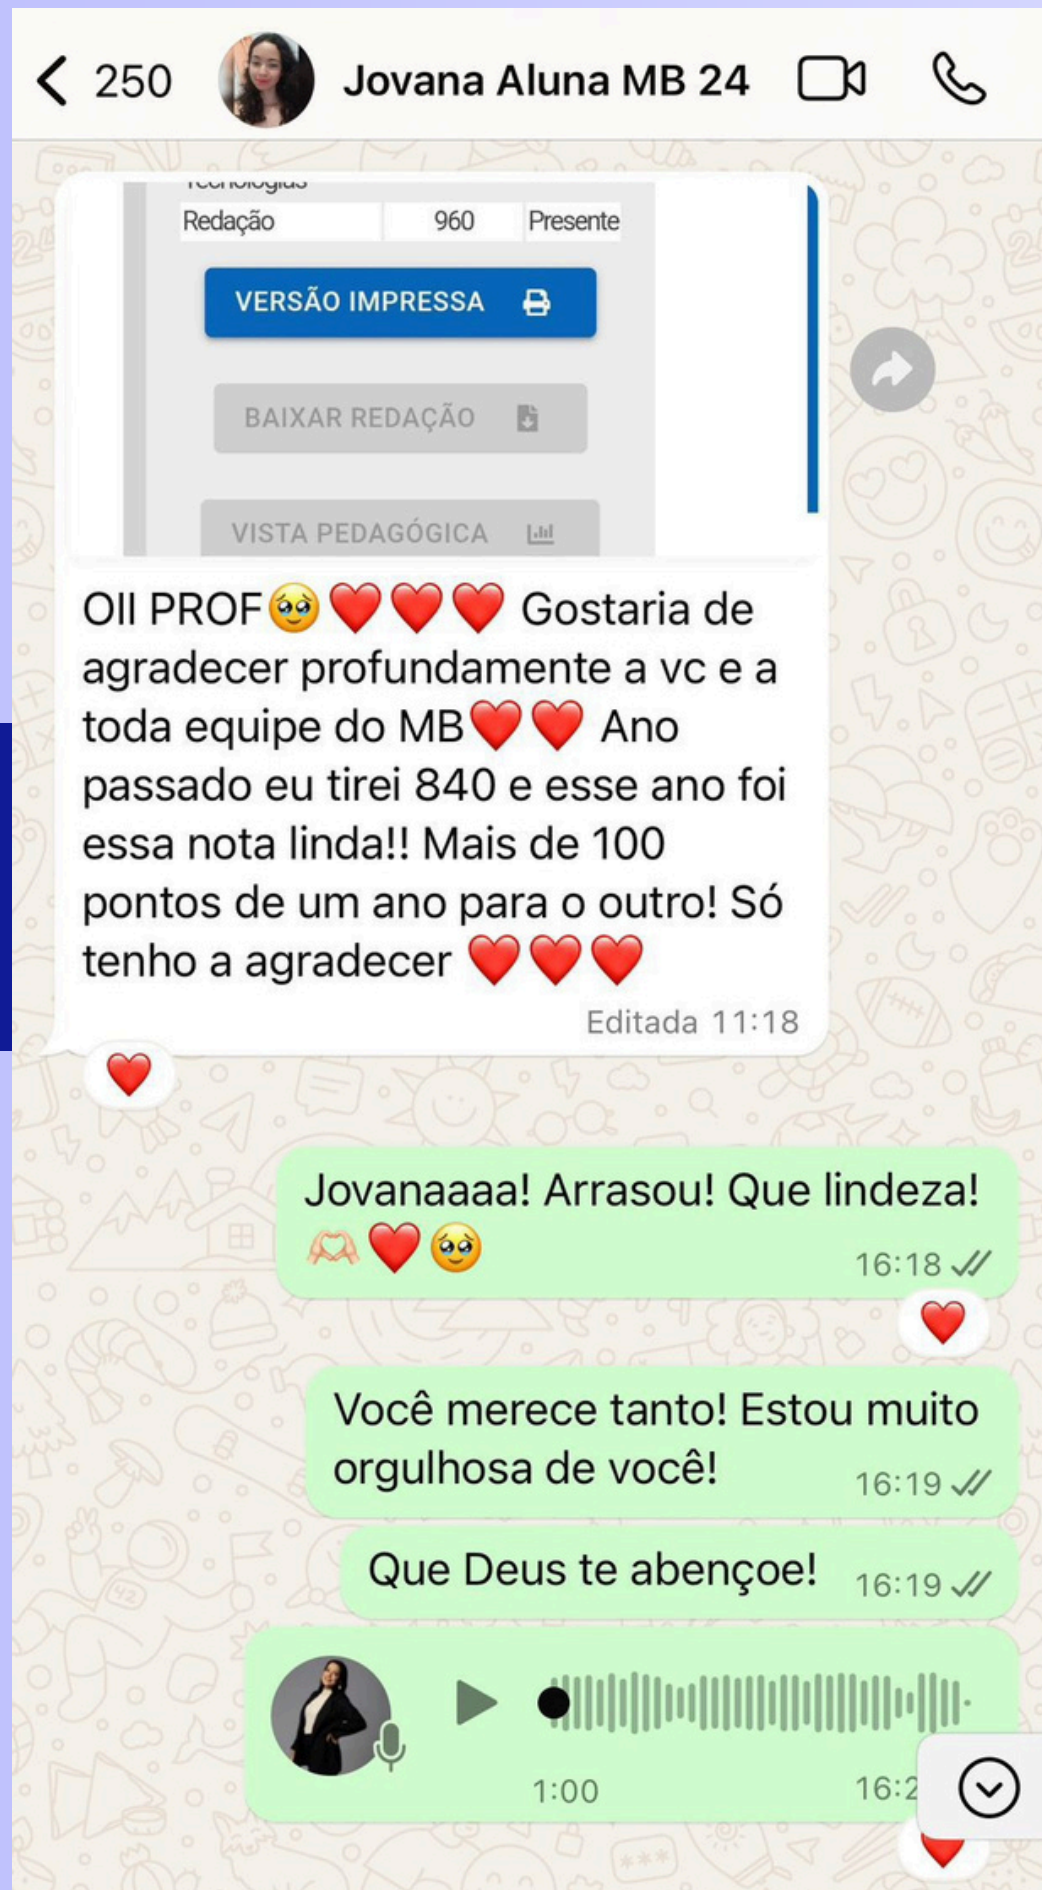 250
Jovana Aluna MB 24
Tecnologias
Redação 960 Presente
VERSÃO IMPRESSA
BAIXAR REDAÇÃO
VISTA PEDAGÓGICA
OII PROF🥹❤️❤️❤️ Gostaria de
agradecer profundamente a vc e a
toda equipe do MB❤️❤️ Ano
passado eu tirei 840 e esse ano foi
essa nota linda!! Mais de 100
pontos de um ano para o outro! Só
tenho a agradecer ❤️❤️❤️
Editada 11:18
Jovanaaaa! Arrasou! Que lindeza!
🫶🏻❤️🥹
16:18
Você merece tanto! Estou muito
orgulhosa de você!
16:19
Que Deus te abençoe!
16:19
1:00
16:2